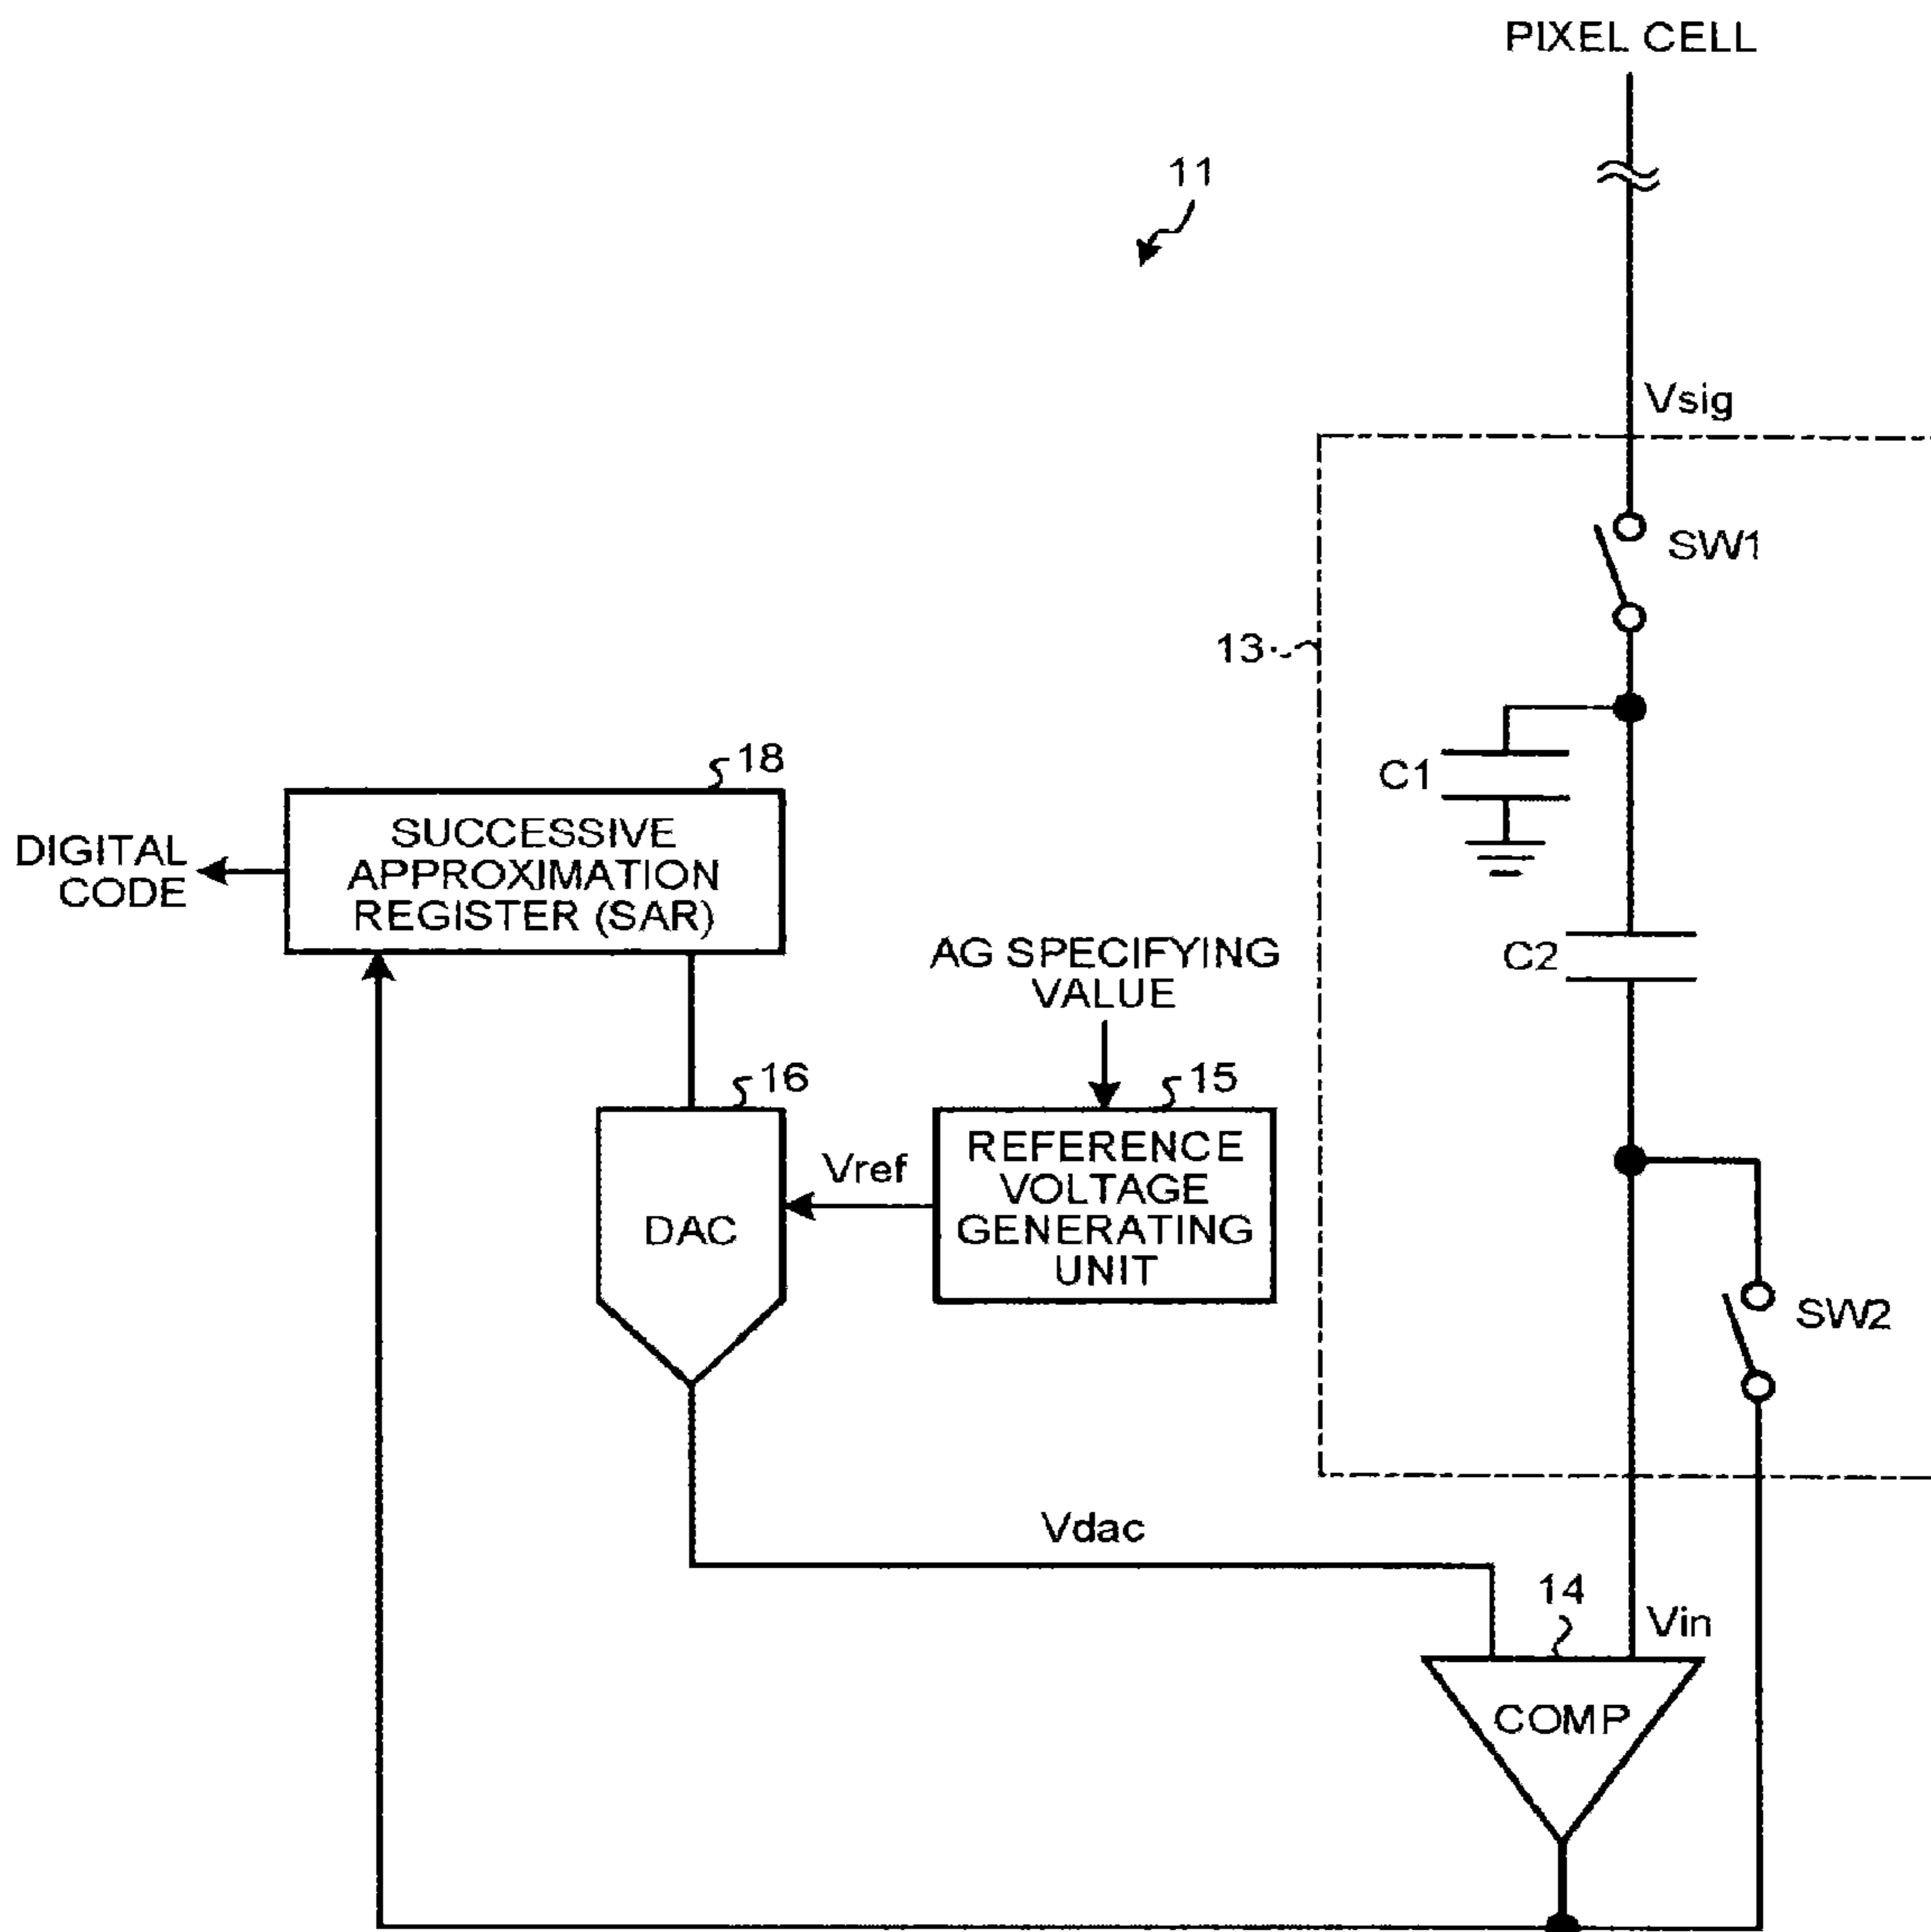 PIXEL CELL
11
Vsig
SW1
13
C1
18
SUCCESSIVE
APPROXIMATION
REGISTER (SAR)
DIGITAL
CODE
C2
AG SPECIFYING
VALUE
16
15
DAC
Vref
REFERENCE
VOLTAGE
GENERATING
UNIT
SW2
Vdac
14
Vin
COMP